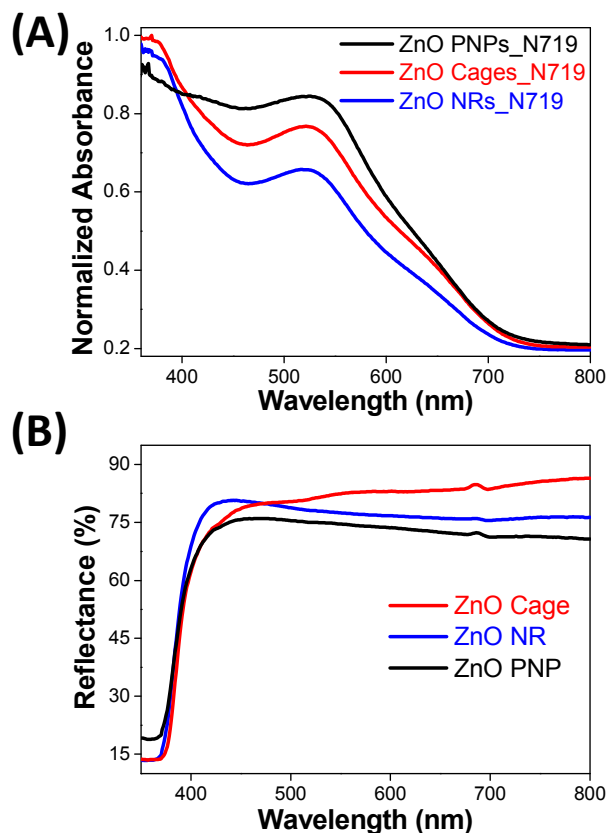 (A)
1.0
0.8
0.6
0.4
0.2
Normalized Absorbance
ZnO PNPs_N719
ZnO Cages_N719
ZnO NRs_N719
400 500 600 700 800
Wavelength (nm)
(B)
90
75
60
45
30
15
Reflectance (%)
ZnO Cage
ZnO NR
ZnO PNP
400 500 600 700 800
Wavelength (nm)